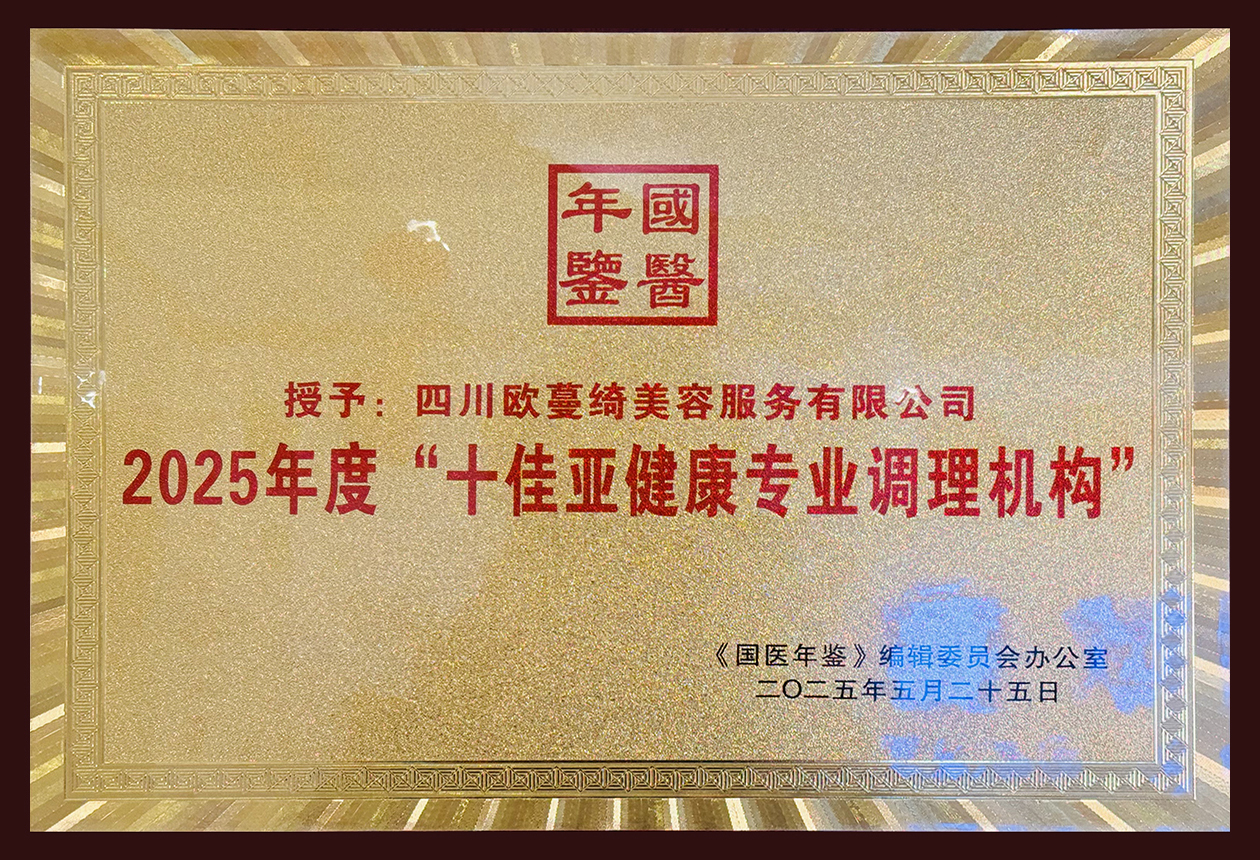 國醫
年鑒
授予：四川欧蔓绮美容服务有限公司
2025年度“十佳亚健康专业调理机构”
《国医年鉴》编辑委员会办公室
二〇二五年五月二十五日